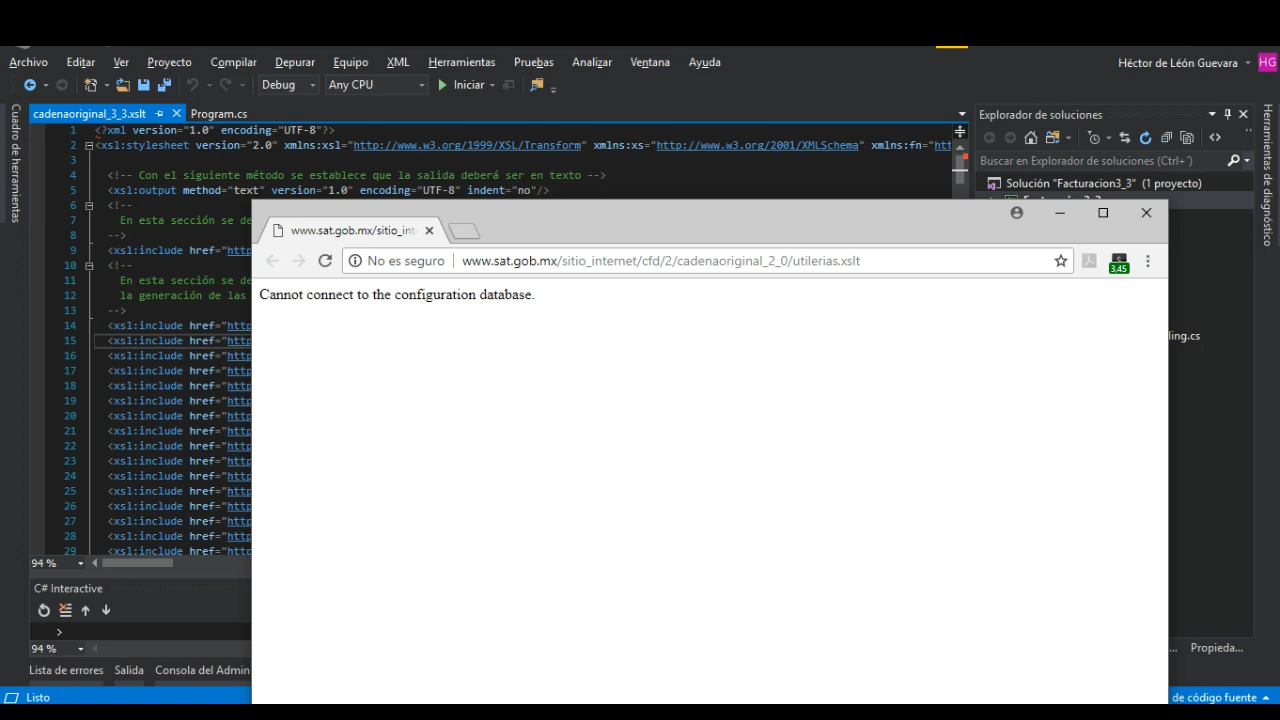 Archivo Editar Ver Proyecto Compilar Depurar Equipo XML Herramientas Pruebas Analizar Ventana Ayuda Héctor de León Guevara HG
Debug Any CPU Iniciar
Cuadro de herramientas
cadenaoriginal_3_3.xslt Program.cs
1 <?xml version="1.0" encoding="UTF-8"?>
2 <xsl:stylesheet version="2.0" xmlns:xsl="http://www.w3.org/1999/XSL/Transform" xmlns:xs="http://www.w3.org/2001/XMLSchema" xmlns:fn="htt
3
4 <!-- Con el siguiente método se establece que la salida deberá ser en texto -->
5 <xsl:output method="text" version="1.0" encoding="UTF-8" indent="no"/>
6 <!--
7 En esta sección se de
8 -->
9 <xsl:include href="http
10 <!--
11 En esta sección se de
12 la generación de las
13 -->
14 <xsl:include href="http
15 <xsl:include href="http
16 <xsl:include href="http
17 <xsl:include href="http
18 <xsl:include href="http
19 <xsl:include href="http
20 <xsl:include href="http
21 <xsl:include href="http
22 <xsl:include href="http
23 <xsl:include href="http
24 <xsl:include href="http
25 <xsl:include href="http
26 <xsl:include href="http
27 <xsl:include href="http
28 <xsl:include href="http
29 <xsl:include href="http
94 %
C# Interactive
>
94 %
Lista de errores Salida Consola del Admin
Listo
www.sat.gob.mx/sitio_int
No es seguro www.sat.gob.mx/sitio_internet/cfd/2/cadenaoriginal_2_0/utilerias.xslt
3,45
Cannot connect to the configuration database.
Explorador de soluciones
Buscar en Explorador de soluciones (Ctrl+´)
Solución "Facturacion3_3" (1 proyecto)
ling.cs
... Propieda...
de código fuente
Herramientas de diagnóstico